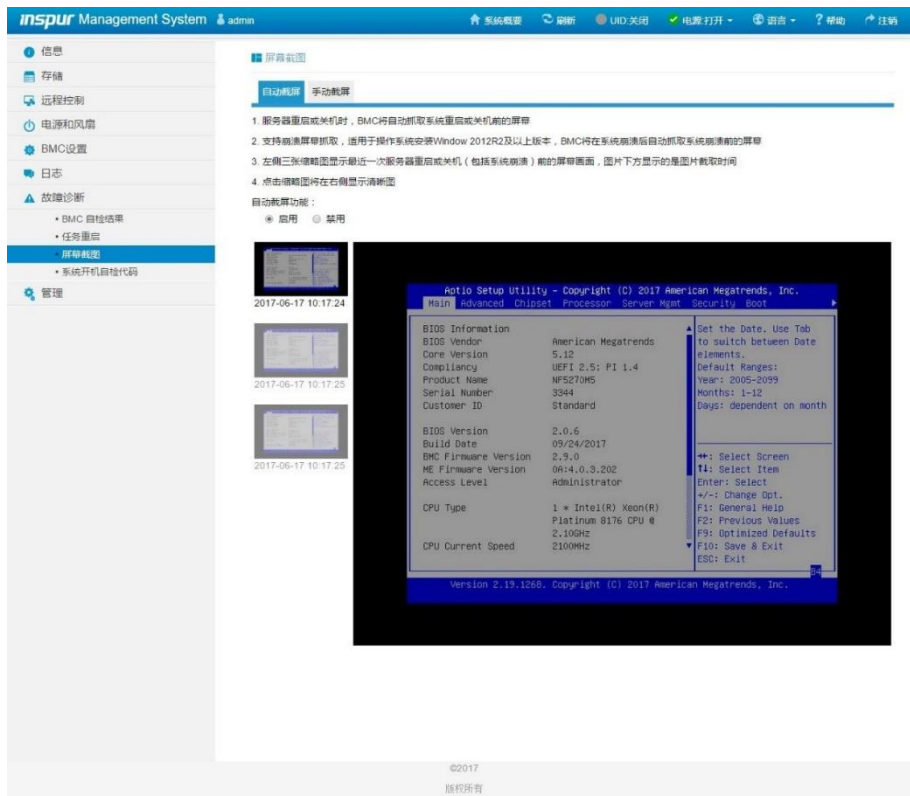 inspur Management System admin 系统概要 刷新 UID:关闭 电源:打开 语言 帮助 注销
信息
存储
远程控制
电源和风扇
BMC设置
日志
故障诊断
• BMC 自检结果
• 任务重启
• 屏幕截图
• 系统开机自检代码
管理
屏幕截图
自动截屏 手动截屏
1. 服务器重启或关机时，BMC将自动抓取系统重启或关机前的屏幕
2. 支持崩溃屏幕抓取，适用于操作系统安装Window 2012R2及以上版本，BMC将在系统崩溃后自动抓取系统崩溃前的屏幕
3. 左侧三张缩略图显示最近一次服务器重启或关机（包括系统崩溃）前的屏幕画面，图片下方显示的是图片截取时间
4. 点击缩略图将在右侧显示清晰图
自动截屏功能：
启用 禁用
2017-06-17 10:17:24
2017-06-17 10:17:25
2017-06-17 10:17:25
Aptio Setup Utility - Copyright (C) 2017 American Megatrends, Inc.
Main Advanced Chipset Processor Server Mgmt Security Boot
BIOS Information
BIOS Vendor American Megatrends
Core Version 5.12
Compliancy UEFI 2.5; PI 1.4
Product Name NF5270M5
Serial Number 3344
Customer ID Standard
BIOS Version 2.0.6
Build Date 09/24/2017
BMC Firmware Version 2.9.0
ME Firmware Version 0A:4.0.3.202
Access Level Administrator
CPU Type 1 * Intel(R) Xeon(R)
Platinum 8176 CPU @
2.10GHz
CPU Current Speed 2100MHz
Set the Date. Use Tab
to switch between Date
elements.
Default Ranges:
Year: 2005-2099
Months: 1-12
Days: dependent on month
→←: Select Screen
↑↓: Select Item
Enter: Select
+/-: Change Opt.
F1: General Help
F2: Previous Values
F9: Optimized Defaults
F10: Save & Exit
ESC: Exit
B4
Version 2.19.1268. Copyright (C) 2017 American Megatrends, Inc.
©2017
版权所有